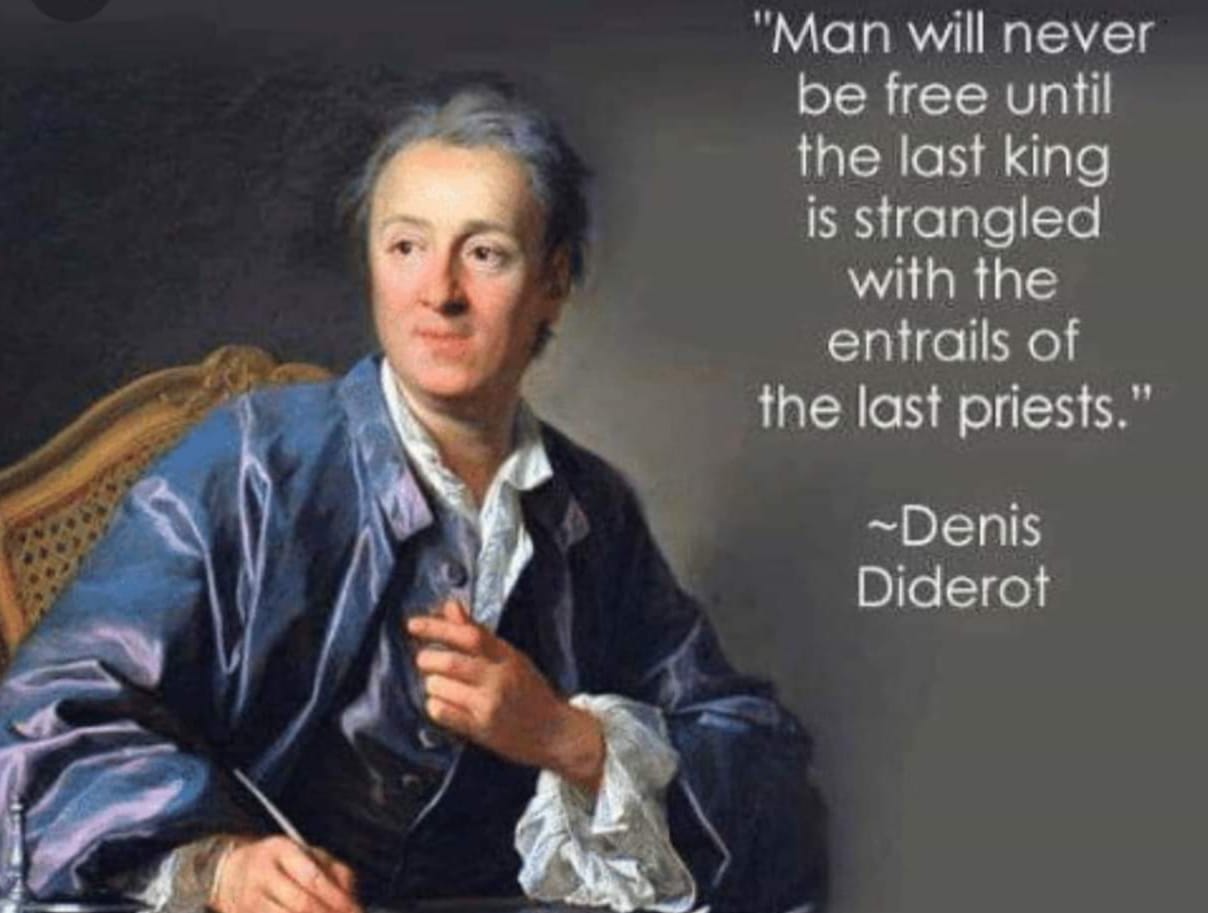 "Man will never
be free until
the last king
is strangled
with the
entrails of
the last priests."
~Denis
Diderot